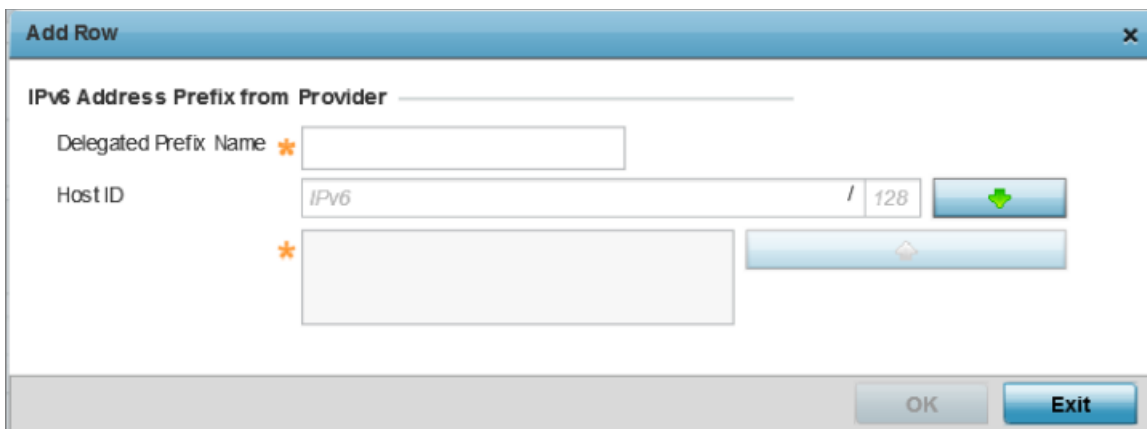 Add Row ×
IPv6 Address Prefix from Provider
Delegated Prefix Name *
Host ID IPv6 / 128
*
OK Exit